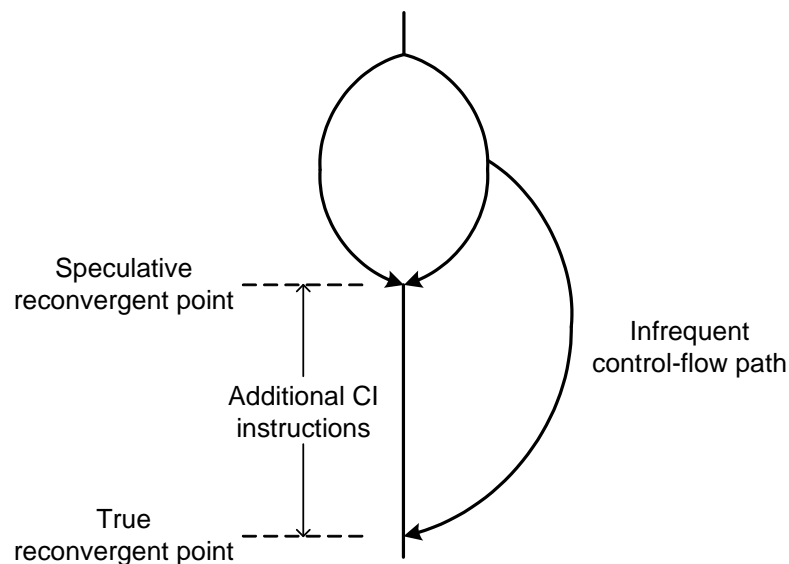 Speculative
reconvergent point
Infrequent
control-flow path
Additional CI
instructions
True
reconvergent point